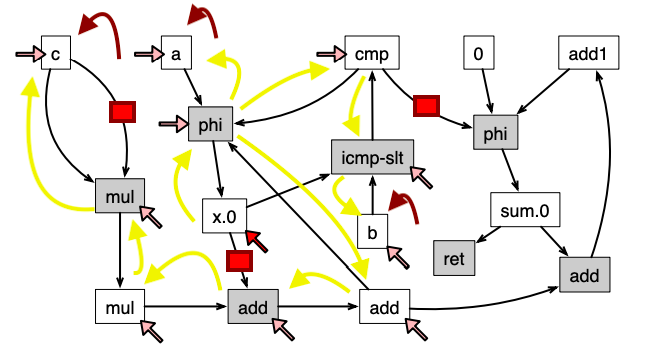 c
a
cmp
0
add1
phi
phi
icmp-slt
mul
x.0
b
sum.0
ret
add
mul
add
add